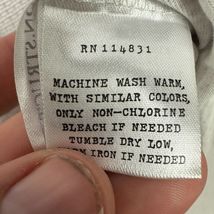 RN 114831
MACHINE WASH WARM,
WITH SIMILAR COLORS,
ONLY NON-CHLORINE
BLEACH IF NEEDED
TUMBLE DRY LOW,
IRON IF NEEDED